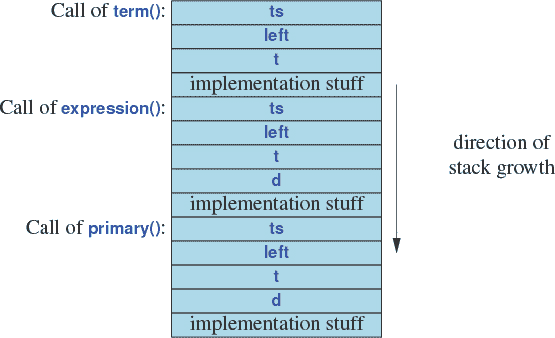 Call of term(): ts
left
t
implementation stuff
Call of expression(): ts
left
t
d
implementation stuff
Call of primary(): ts
left
t
d
implementation stuff
direction of
stack growth